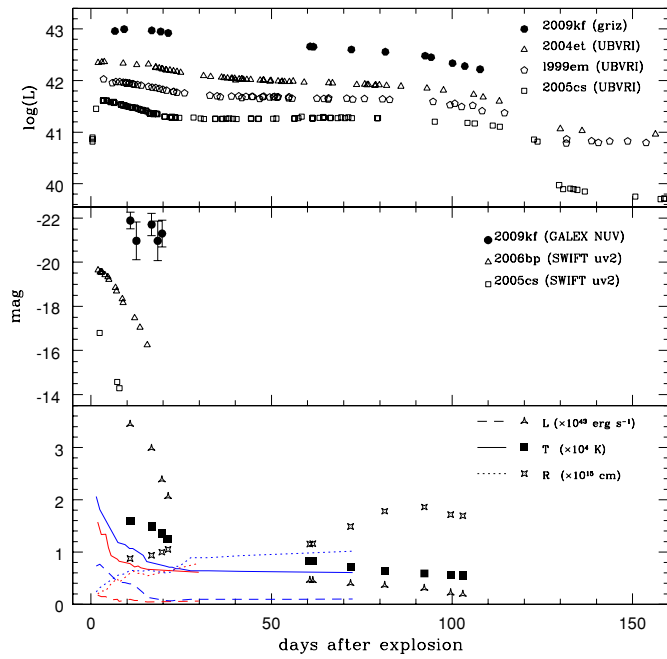 43
42
41
40
log(L)
2009kf (griz)
2004et (UBVRI)
1999em (UBVRI)
2005cs (UBVRI)
-22
-20
-18
-16
-14
mag
2009kf (GALEX NUV)
2006bp (SWIFT uv2)
2005cs (SWIFT uv2)
3
2
1
0
L (×10⁴³ erg s⁻¹)
T (×10⁴ K)
R (×10¹⁵ cm)
0 50 100 150
days after explosion